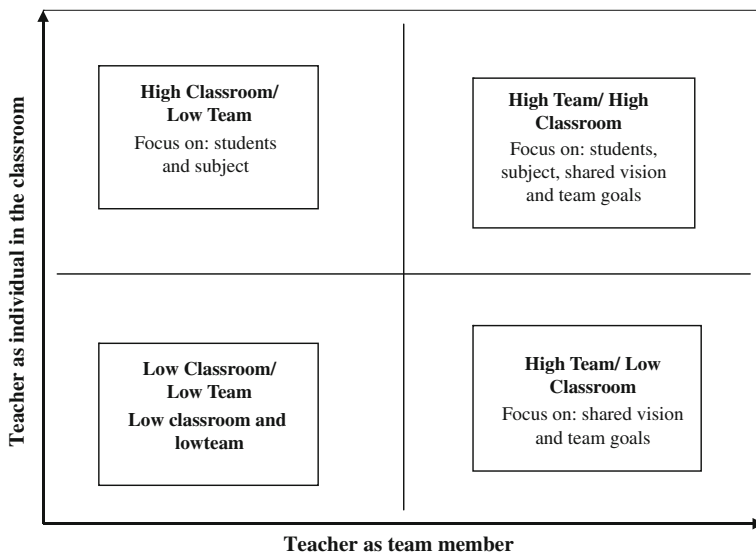 Teacher as individual in the classroom
High Classroom/
Low Team
Focus on: students
and subject
High Team/ High
Classroom
Focus on: students,
subject, shared vision
and team goals
Low Classroom/
Low Team
Low classroom and
lowteam
High Team/ Low
Classroom
Focus on: shared vision
and team goals
Teacher as team member